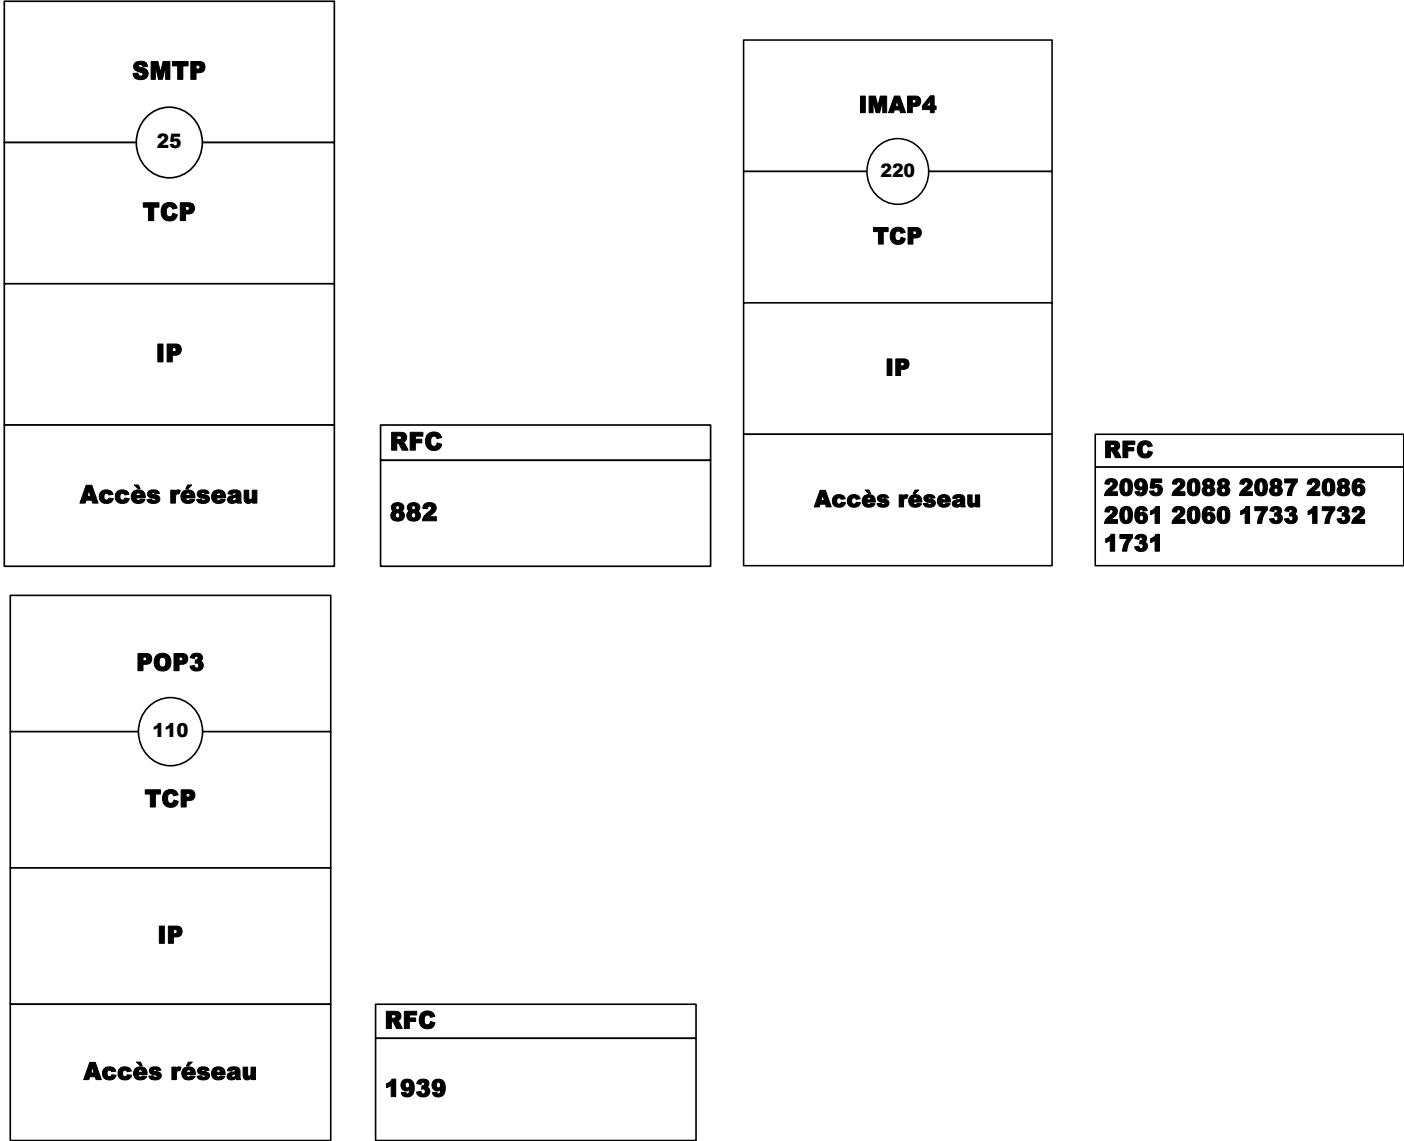 SMTP
25
TCP
IP
Accès réseau
RFC
882
IMAP4
220
TCP
IP
Accès réseau
RFC
2095 2088 2087 2086
2061 2060 1733 1732
1731
POP3
110
TCP
IP
Accès réseau
RFC
1939